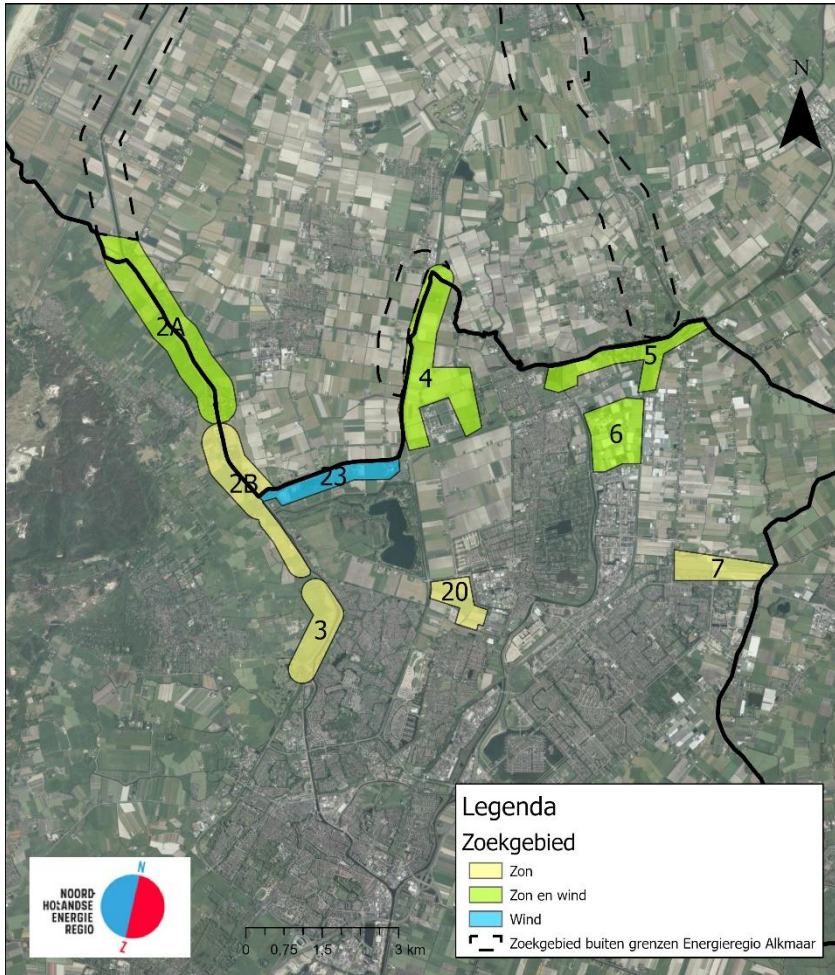 N
2A
4
5
6
2B
23
7
20
3
Legenda
Zoekgebied
Zon
Zon en wind
Wind
Zoekgebied buiten grenzen Energieregio Alkmaar
N
NOORD-
HOLLANDSE
ENERGIE
REGIO
Z
0 0,75 1,5 3 km